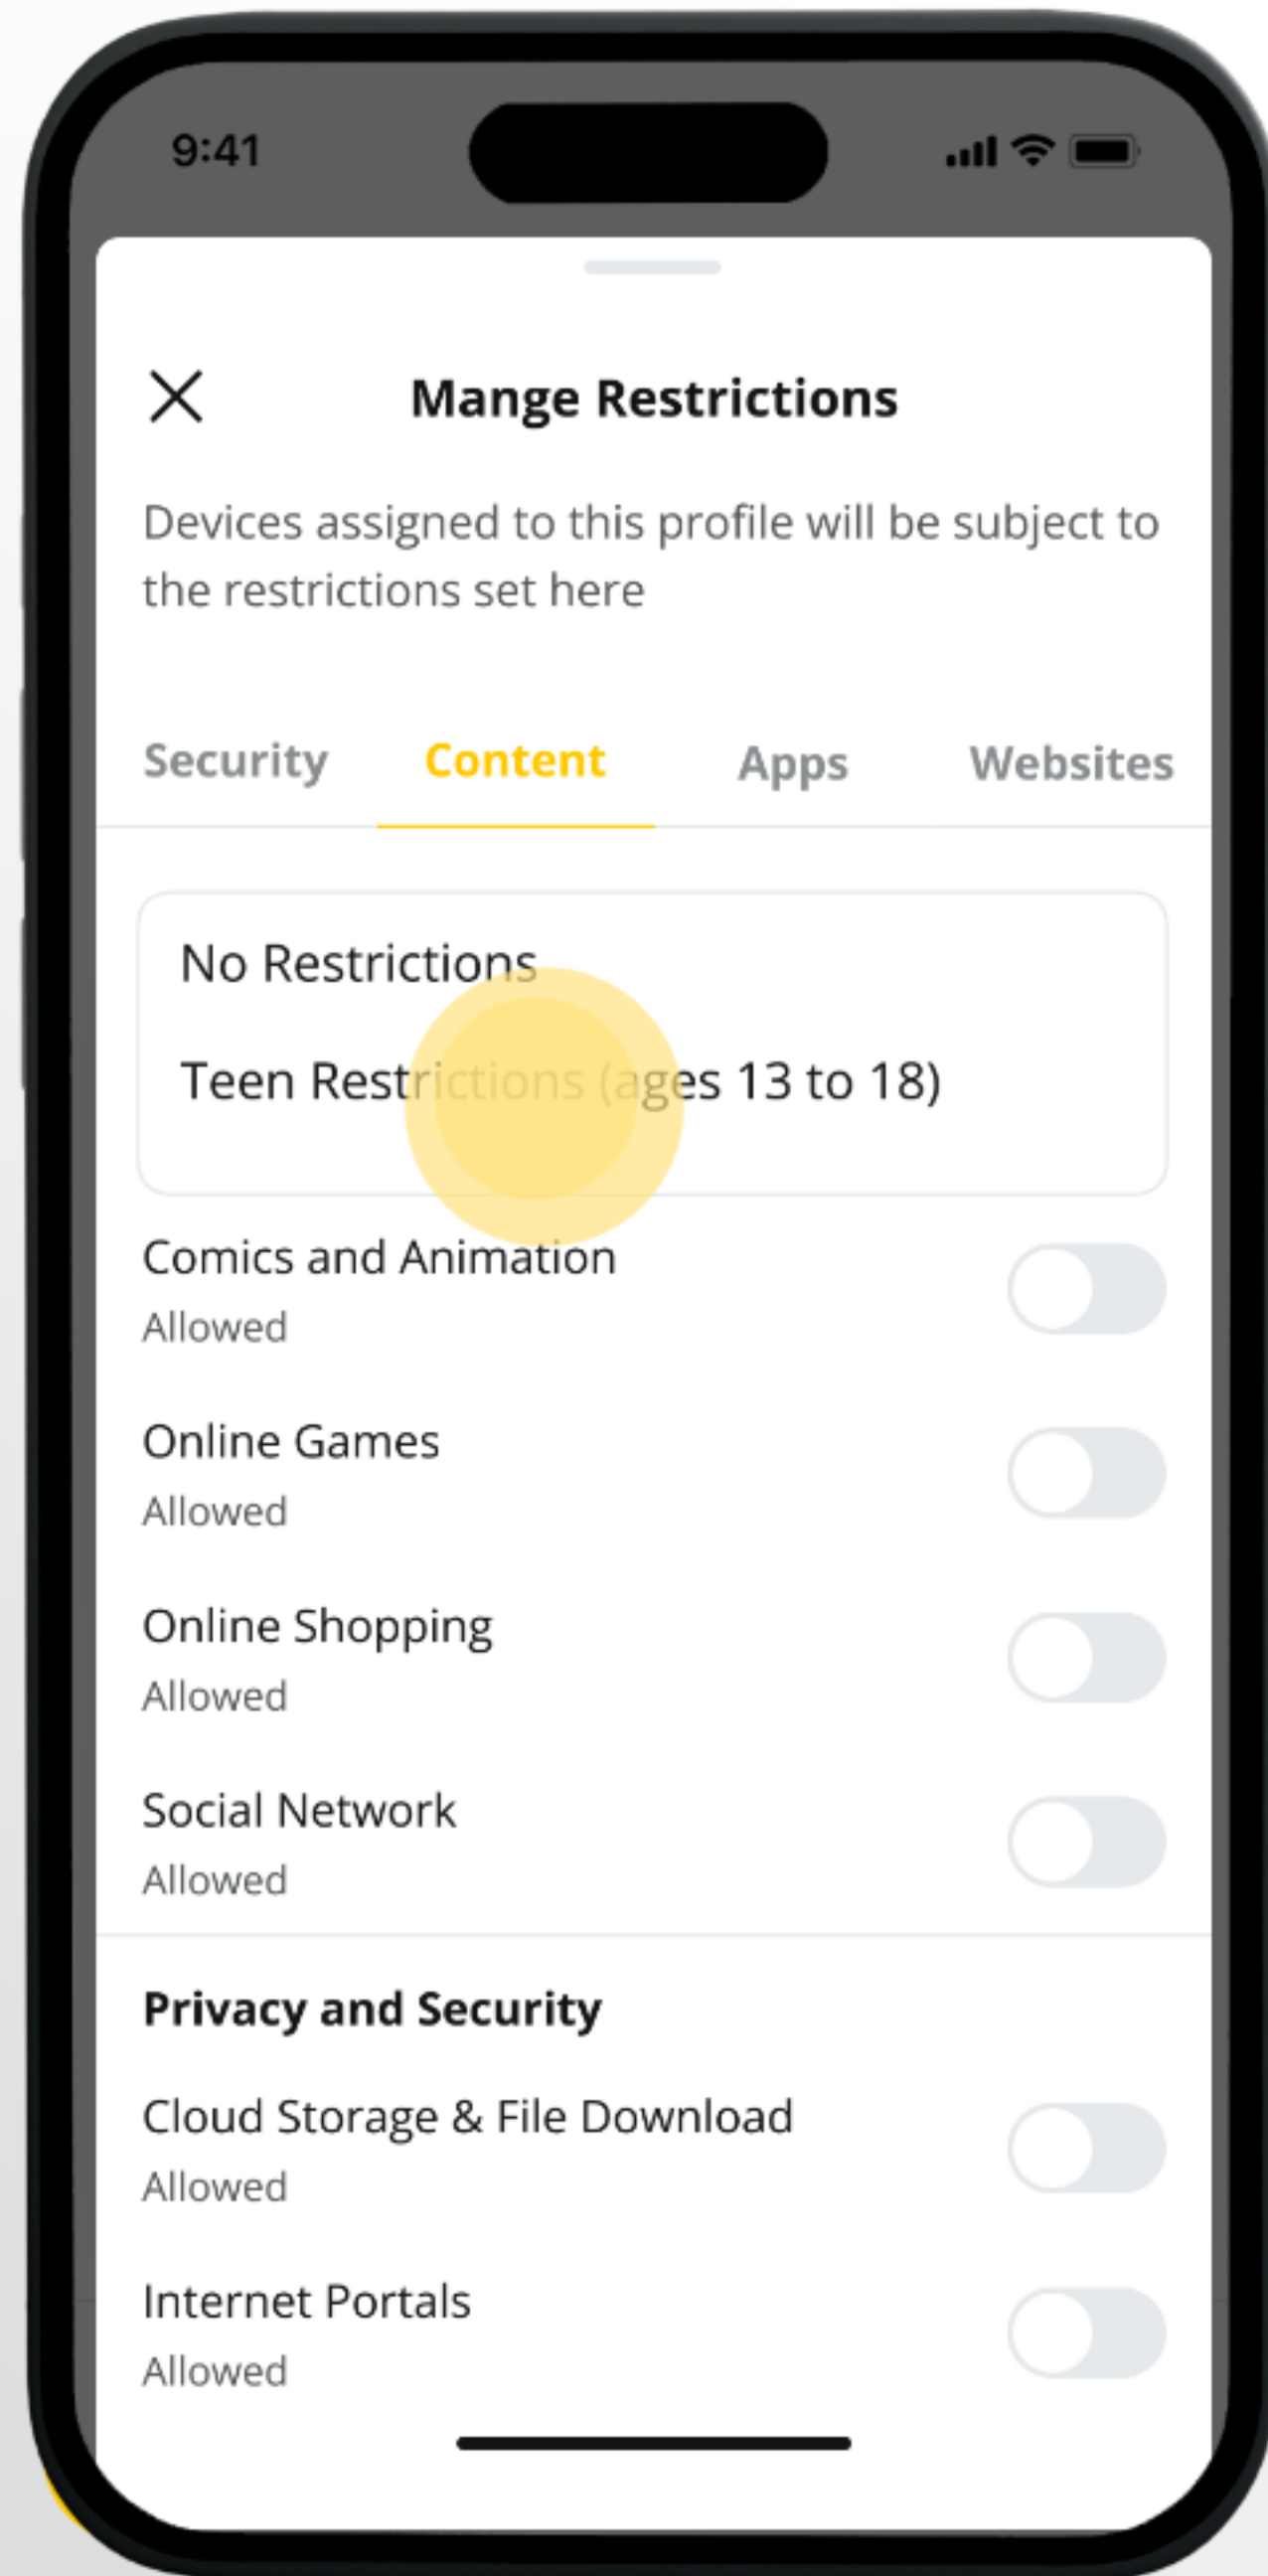 9:41
Mange Restrictions
Devices assigned to this profile will be subject to
the restrictions set here
Security Content Apps Websites
No Restrictions
Teen Restrictions (ages 13 to 18)
Comics and Animation
Allowed
Online Games
Allowed
Online Shopping
Allowed
Social Network
Allowed
Privacy and Security
Cloud Storage & File Download
Allowed
Internet Portals
Allowed